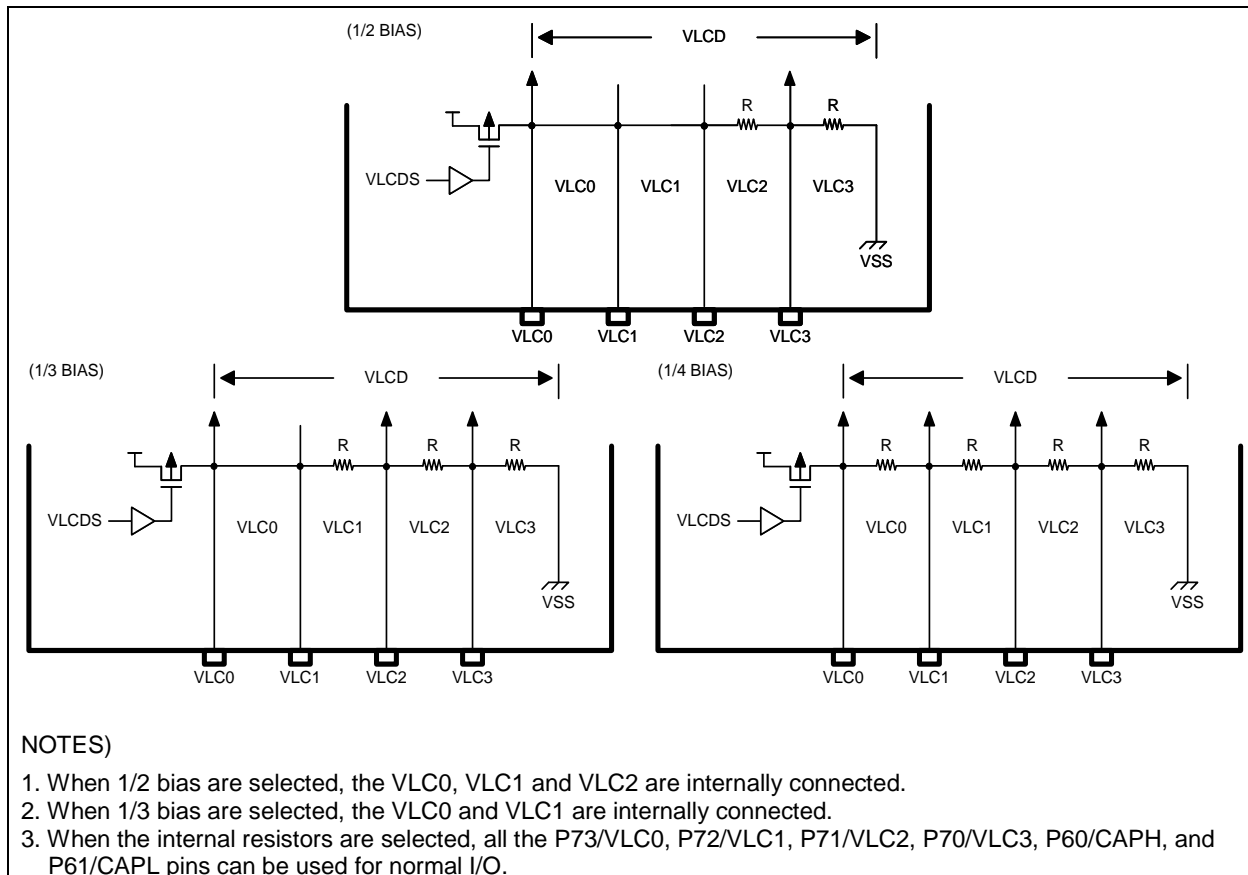 (1/2 BIAS)
VLCD
R R
VLCDS
VLC0 VLC1 VLC2 VLC3
VSS
VLC0 VLC1 VLC2 VLC3
(1/3 BIAS)
VLCD
R R R
VLCDS
VLC0 VLC1 VLC2 VLC3
VSS
VLC0 VLC1 VLC2 VLC3
(1/4 BIAS)
VLCD
R R R R
VLCDS
VLC0 VLC1 VLC2 VLC3
VSS
VLC0 VLC1 VLC2 VLC3
NOTES)
1. When 1/2 bias are selected, the VLC0, VLC1 and VLC2 are internally connected.
2. When 1/3 bias are selected, the VLC0 and VLC1 are internally connected.
3. When the internal resistors are selected, all the P73/VLC0, P72/VLC1, P71/VLC2, P70/VLC3, P60/CAPH, and
P61/CAPL pins can be used for normal I/O.